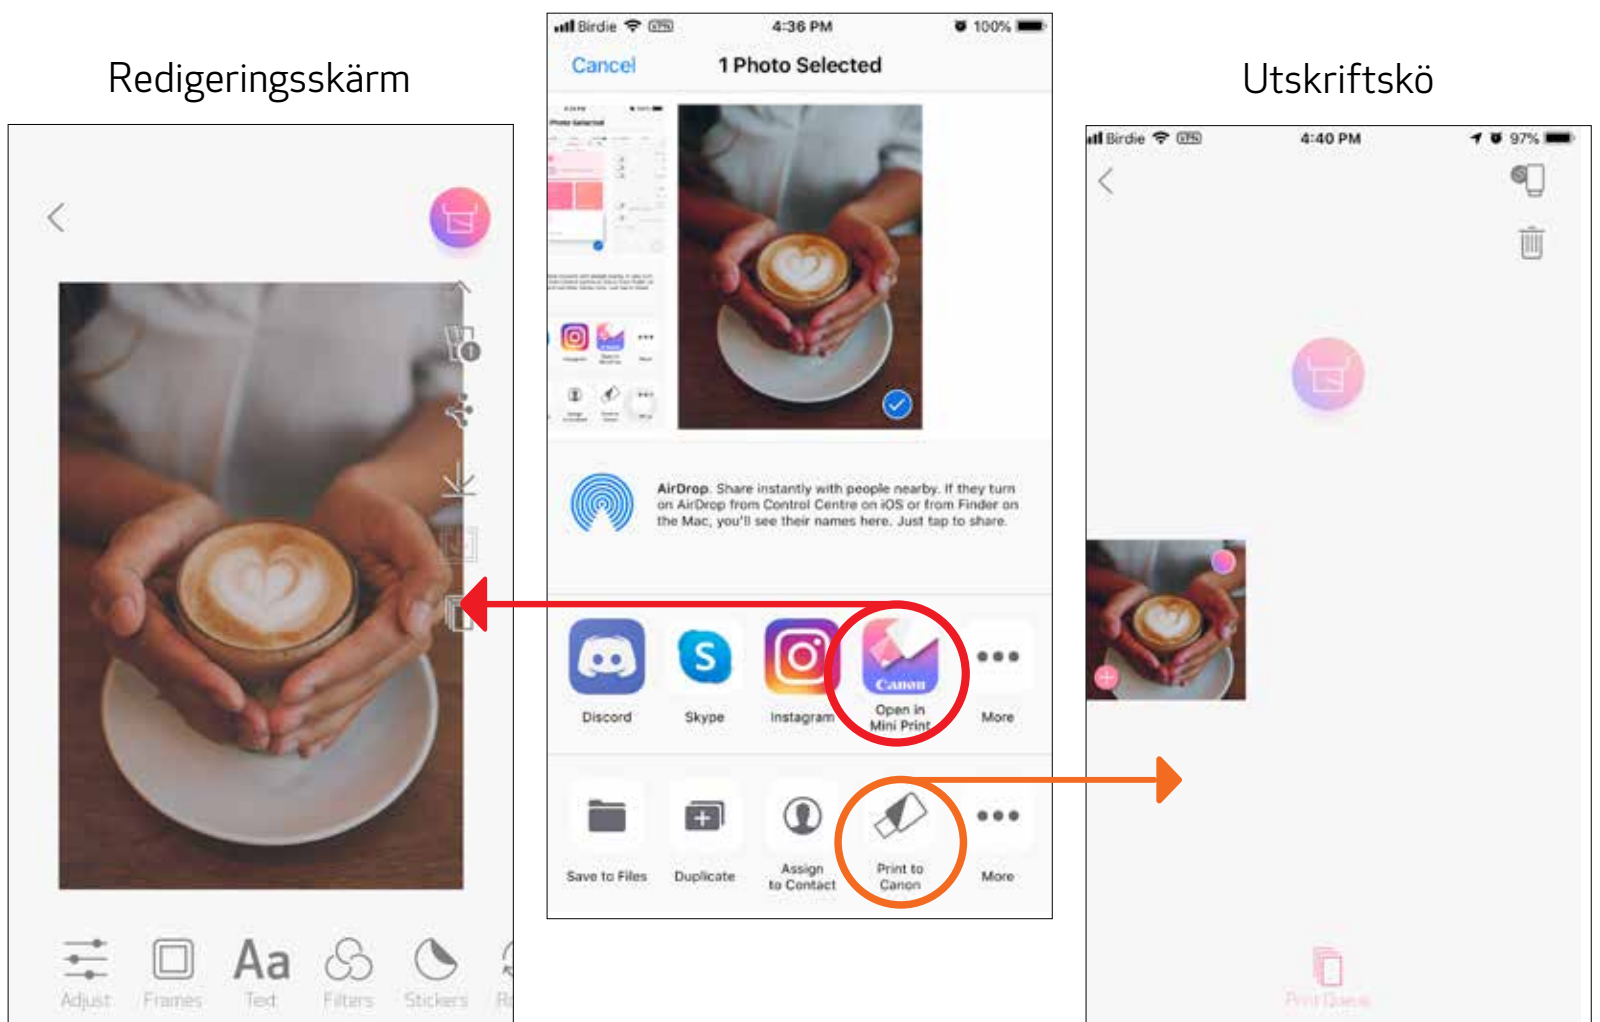 Redigeringsskärm
Adjust
Frames
Aa
Text
Filters
Stickers
Birdie
VPN
4:36 PM
100%
Cancel
1 Photo Selected
Photo Selected
AirDrop. Share instantly with people nearby. If they turn
on AirDrop from Control Centre on iOS or from Finder on
the Mac, you'll see their names here. Just tap to share.
Canon
Discord
Skype
Instagram
Open in
Mini Print
More
Save to Files
Duplicate
Assign
to Contact
Print to
Canon
More
Utskriftskö
Birdie
VPN
4:40 PM
97%
Print Queue